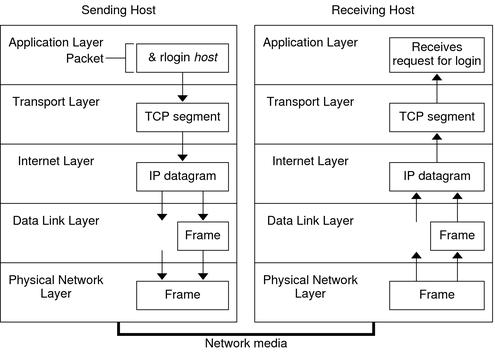 Sending Host
Receiving Host
Application Layer
Packet
& rlogin host
Transport Layer
TCP segment
Internet Layer
IP datagram
Data Link Layer
Frame
Physical Network
Layer
Frame
Application Layer
Receives
request for login
Transport Layer
TCP segment
Internet Layer
IP datagram
Data Link Layer
Frame
Physical Network
Layer
Frame
Network media